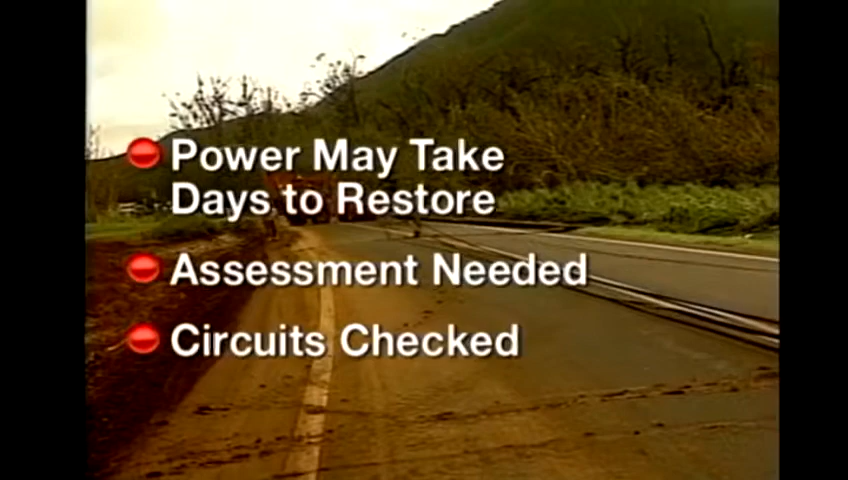 Power May Take
Days to Restore
Assessment Needed
Circuits Checked